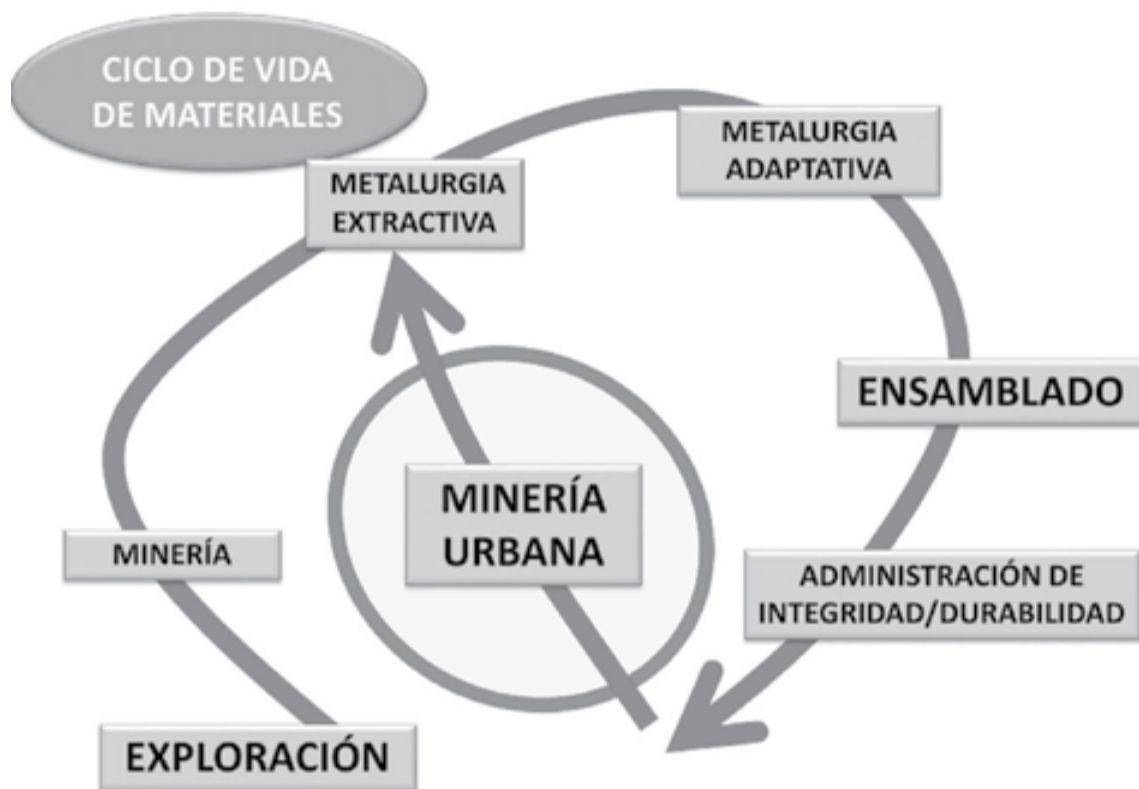 CICLO DE VIDA
DE MATERIALES
METALURGIA
EXTRACTIVA
METALURGIA
ADAPTATIVA
ENSAMBLADO
MINERÍA
URBANA
MINERÍA
ADMINISTRACIÓN DE
INTEGRIDAD/DURABILIDAD
EXPLORACIÓN